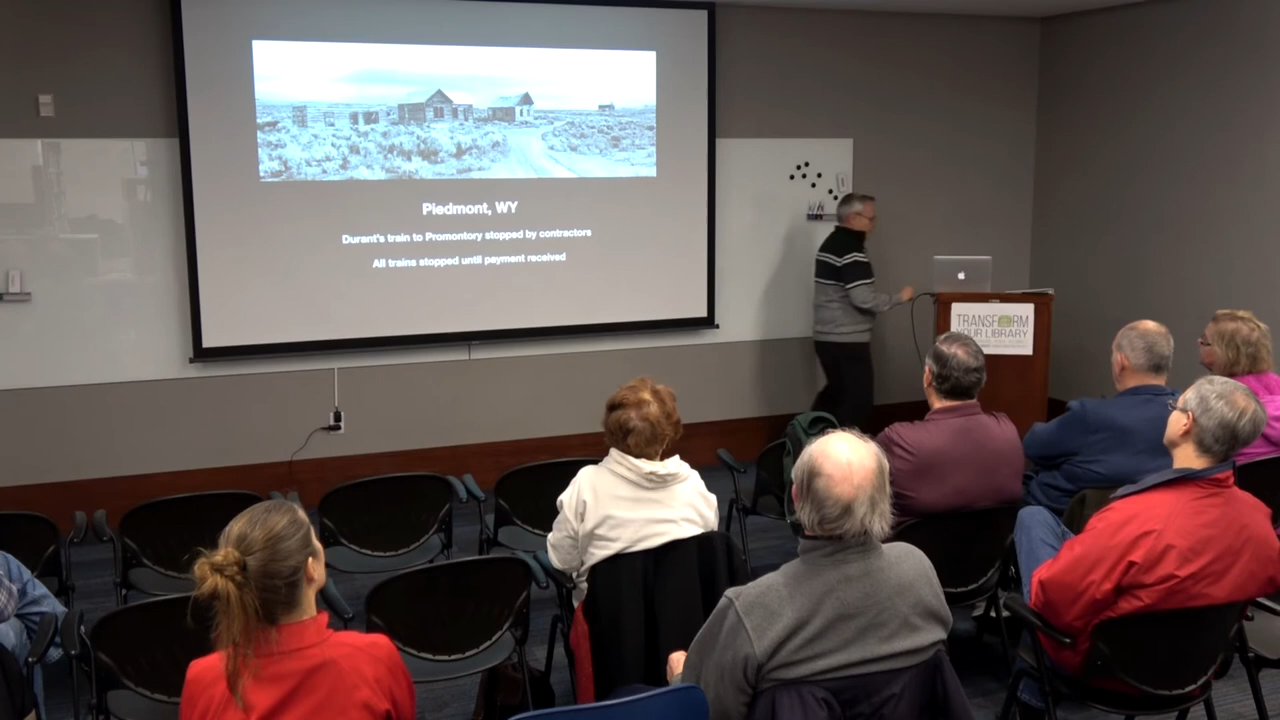 Piedmont, WY
Durant's train to Promontory stopped by contractors
All trains stopped until payment received
TRANSFORM
YOUR LIBRARY